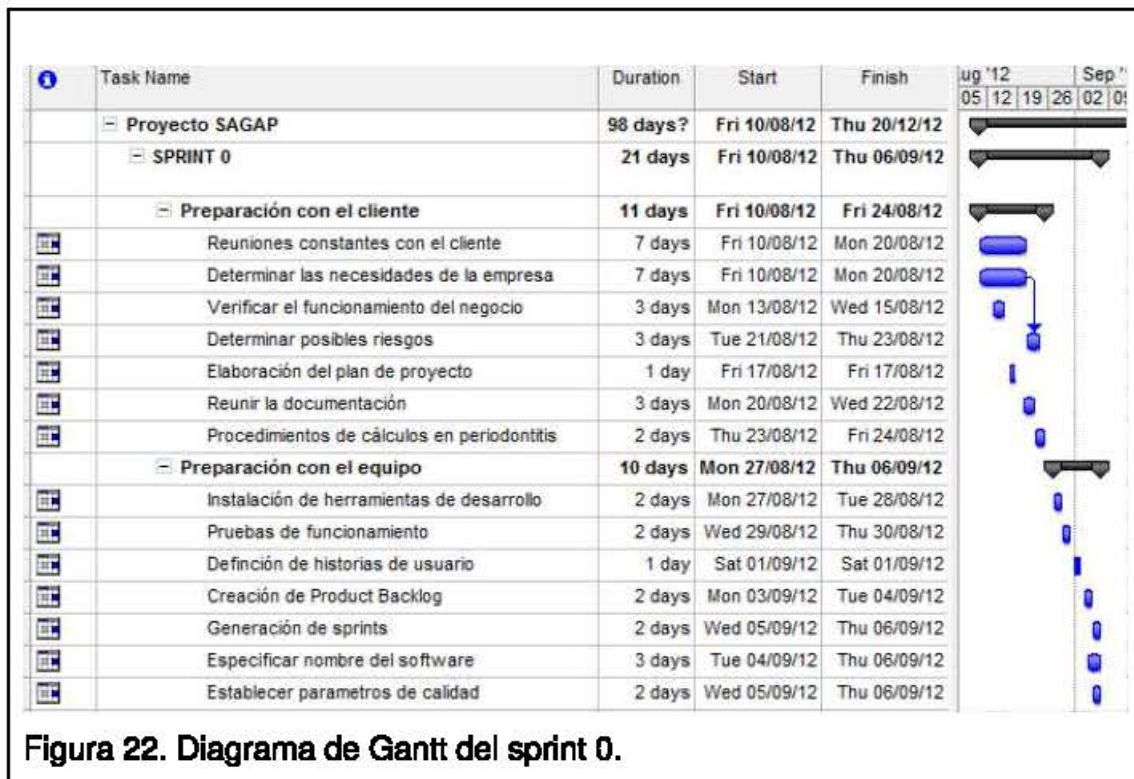 Task Name Duration Start Finish ug '12 Sep '
05 12 19 26 02 09
Proyecto SAGAP 98 days? Fri 10/08/12 Thu 20/12/12
SPRINT 0 21 days Fri 10/08/12 Thu 06/09/12
Preparación con el cliente 11 days Fri 10/08/12 Fri 24/08/12
Reuniones constantes con el cliente 7 days Fri 10/08/12 Mon 20/08/12
Determinar las necesidades de la empresa 7 days Fri 10/08/12 Mon 20/08/12
Verificar el funcionamiento del negocio 3 days Mon 13/08/12 Wed 15/08/12
Determinar posibles riesgos 3 days Tue 21/08/12 Thu 23/08/12
Elaboración del plan de proyecto 1 day Fri 17/08/12 Fri 17/08/12
Reunir la documentación 3 days Mon 20/08/12 Wed 22/08/12
Procedimientos de cálculos en periodontitis 2 days Thu 23/08/12 Fri 24/08/12
Preparación con el equipo 10 days Mon 27/08/12 Thu 06/09/12
Instalación de herramientas de desarrollo 2 days Mon 27/08/12 Tue 28/08/12
Pruebas de funcionamiento 2 days Wed 29/08/12 Thu 30/08/12
Definción de historias de usuario 1 day Sat 01/09/12 Sat 01/09/12
Creación de Product Backlog 2 days Mon 03/09/12 Tue 04/09/12
Generación de sprints 2 days Wed 05/09/12 Thu 06/09/12
Especificar nombre del software 3 days Tue 04/09/12 Thu 06/09/12
Establecer parametros de calidad 2 days Wed 05/09/12 Thu 06/09/12
Figura 22. Diagrama de Gantt del sprint 0.